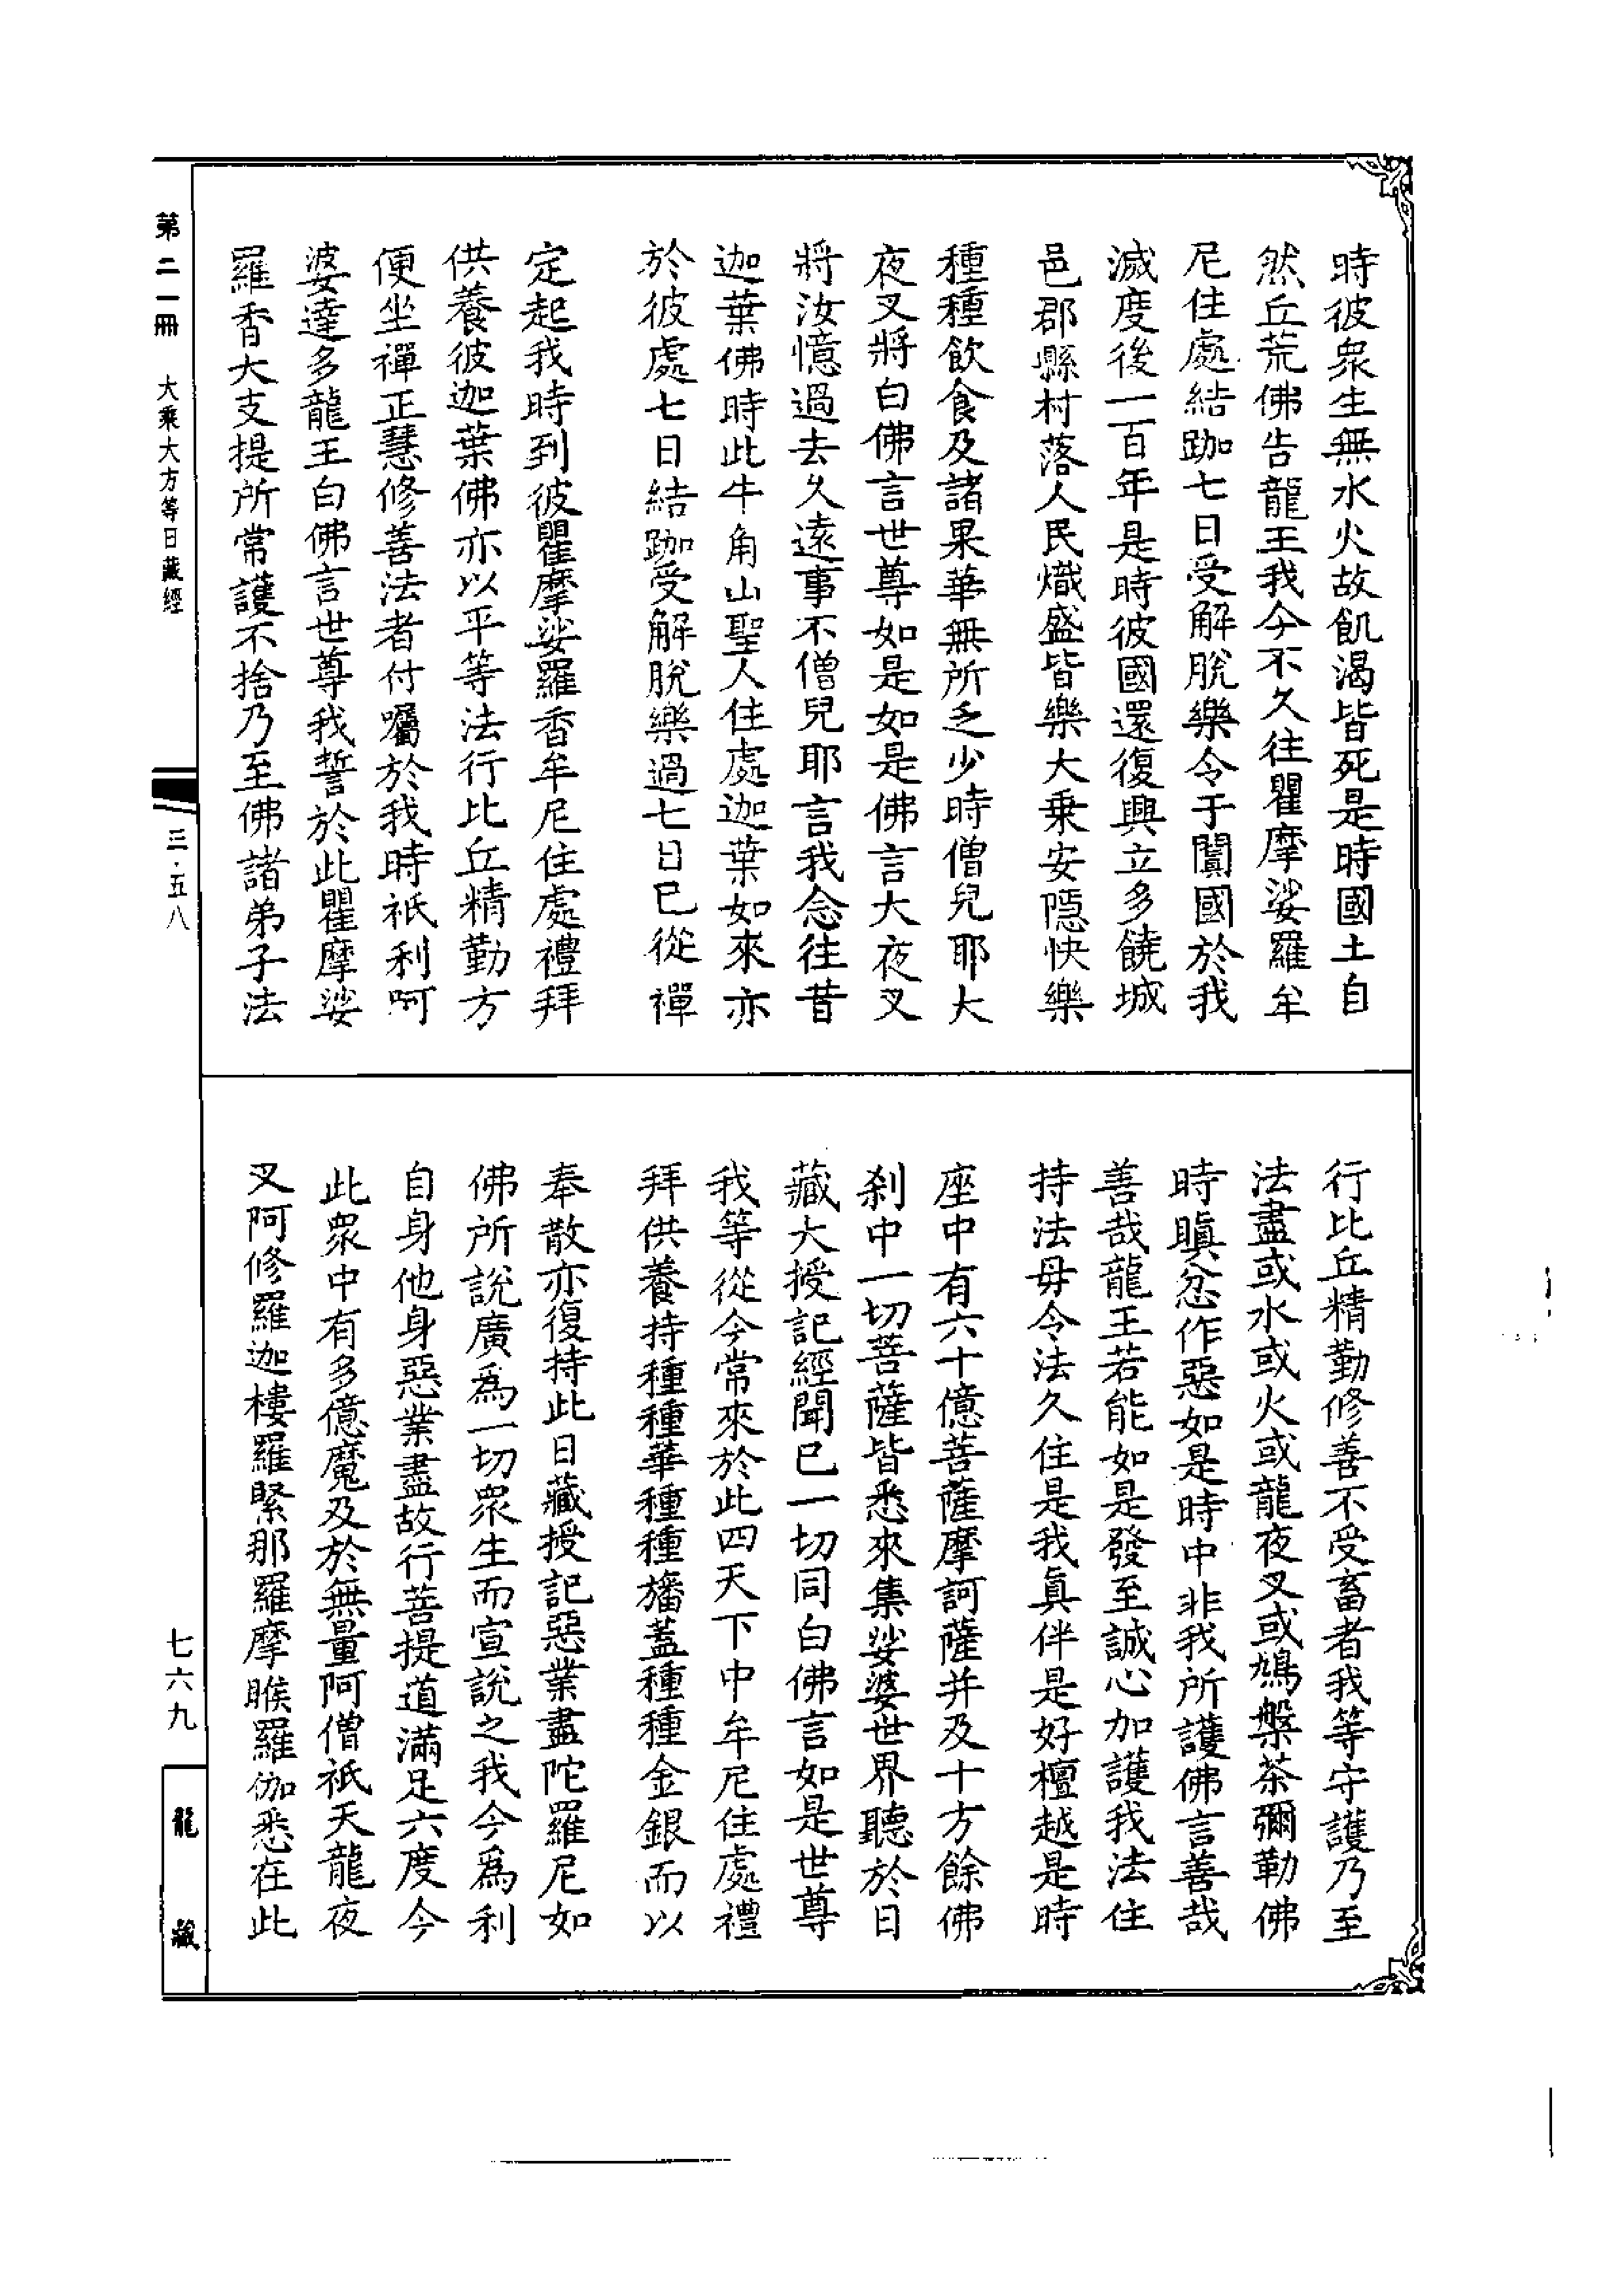 時彼眾生無水火故飢渴皆死是時國土自
然丘荒佛告龍王我今不久往瞿摩娑羅牟
尼住處結跏七日受解脫樂令于闐國於我
滅度後一百年是時彼國還復興立多饒城
邑郡縣村落人民熾盛皆樂大乗安隱快樂
種種飲食及諸果華無所乏少時僧兒耶大
夜叉將白佛言世尊如是如是佛言大夜叉
將汝憶過去久遠事不僧兒耶言我念往昔
迦葉佛時此牛角山聖人住處迦葉如來亦
於彼處七日結跏受解脫樂過七日已從禪
定起我時到彼瞿摩娑羅香牟尼住處禮拜
供養彼迦葉佛亦以平等法行比丘精勤方
便坐禪正慧修善法者付囑於我時祇利呵
婆達多龍王白佛言世尊我誓於此瞿摩娑
羅香大支提所常護不捨乃至佛諸弟子法
行比丘精勤修善不受畜者我等守護乃至
法盡或水或火或龍夜叉或鳩槃茶彌勒佛
時瞋忿作惡如是時中非我所護佛言善哉
善哉龍王若能如是發至誠心加護我法住
持法毋令法久住是我真伴是好檀越是時
座中有六十億菩薩摩訶薩并及十方餘佛
剎中一切菩薩皆悉來集娑婆世界聽於日
藏大授記經聞已一切同白佛言如是世尊
我等從今常來於此四天下中牟尼住處禮
拜供養持種種華種種旛蓋種種金銀而以
奉散亦復持此日藏授記惡業盡陀羅尼如
佛所說廣為一切眾生而宣說之我今為利
自身他身惡業盡故行菩提道滿足六度今
此眾中有多億魔及於無量阿僧祇天龍夜
叉阿修羅迦樓羅緊那羅摩睺羅伽悉在此
第二一冊 大乘大方等日藏經
三·五八
七六九
龍藏